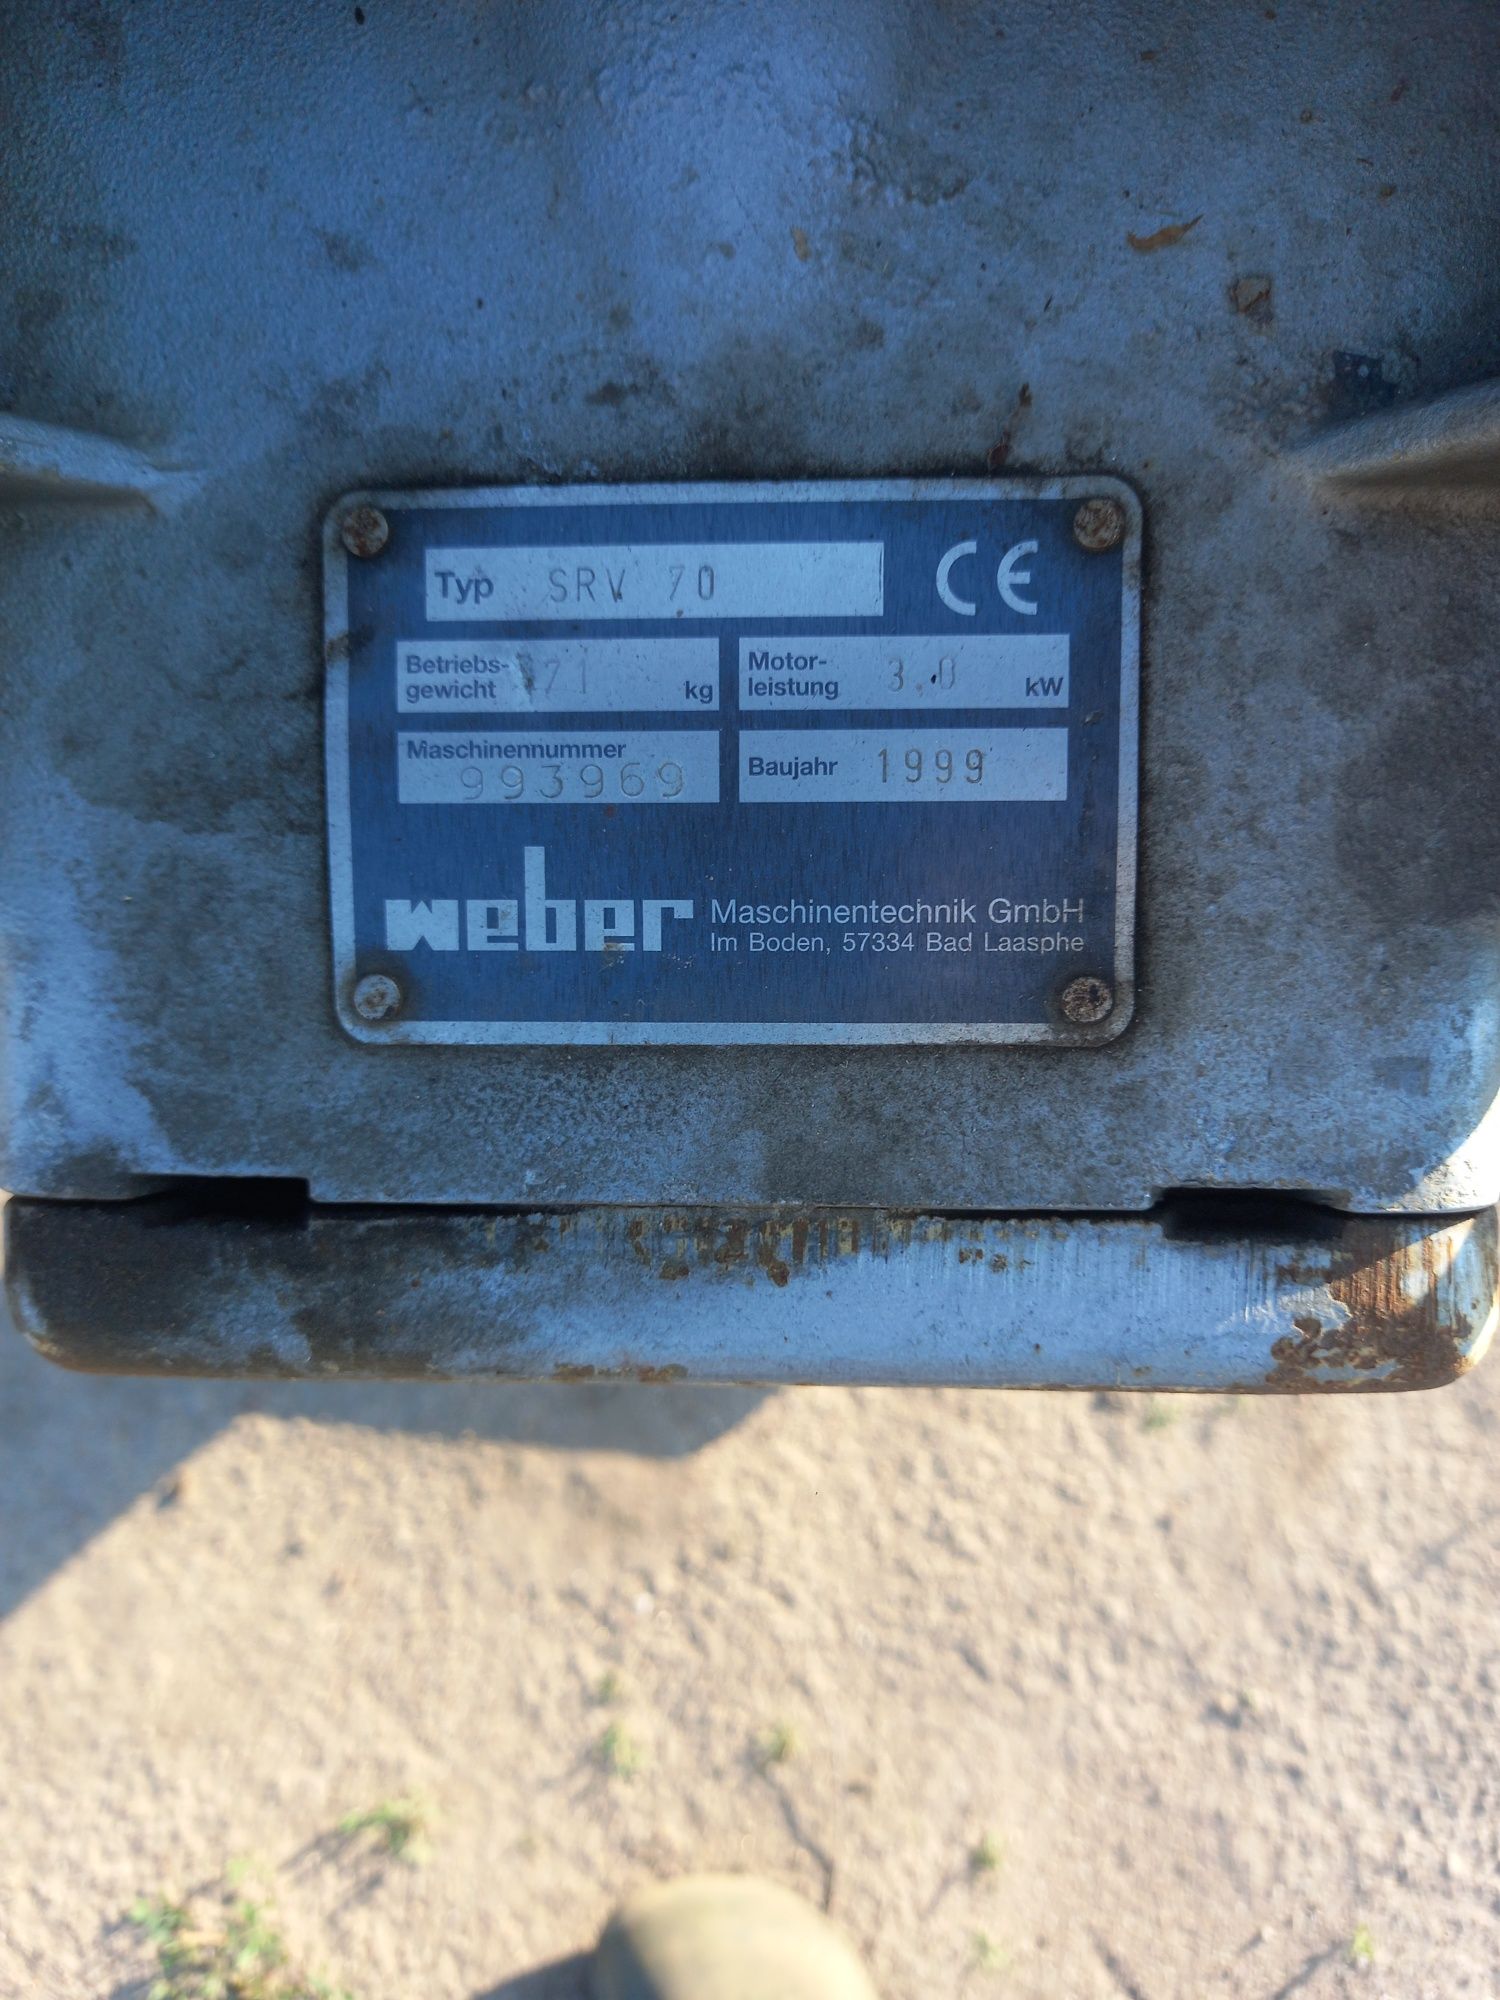 Typ SRV 70 CE
Betriebs-
gewicht 71 kg
Motor-
leistung 3,0 kW
Maschinennummer
993969
Baujahr 1999
weber Maschinentechnik GmbH
Im Boden, 57334 Bad Laasphe